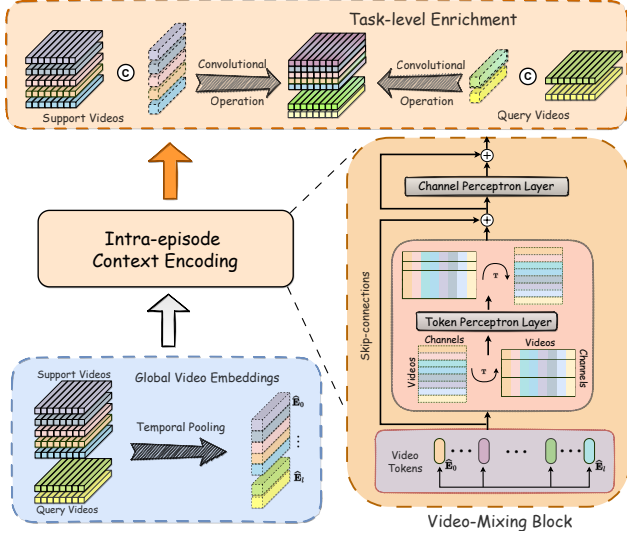 Task-level Enrichment
C
Convolutional
Operation
Convolutional
Operation
C
Support Videos
Query Videos
Intra-episode
Context Encoding
Channel Perceptron Layer
Skip-connections
T
Token Perceptron Layer
Channels
Videos
T
Videos
Channels
Video
Tokens
Ê₀
Ê_l
Video-Mixing Block
Support Videos
Global Video Embeddings
Temporal Pooling
Ê₀
Ê_l
Query Videos